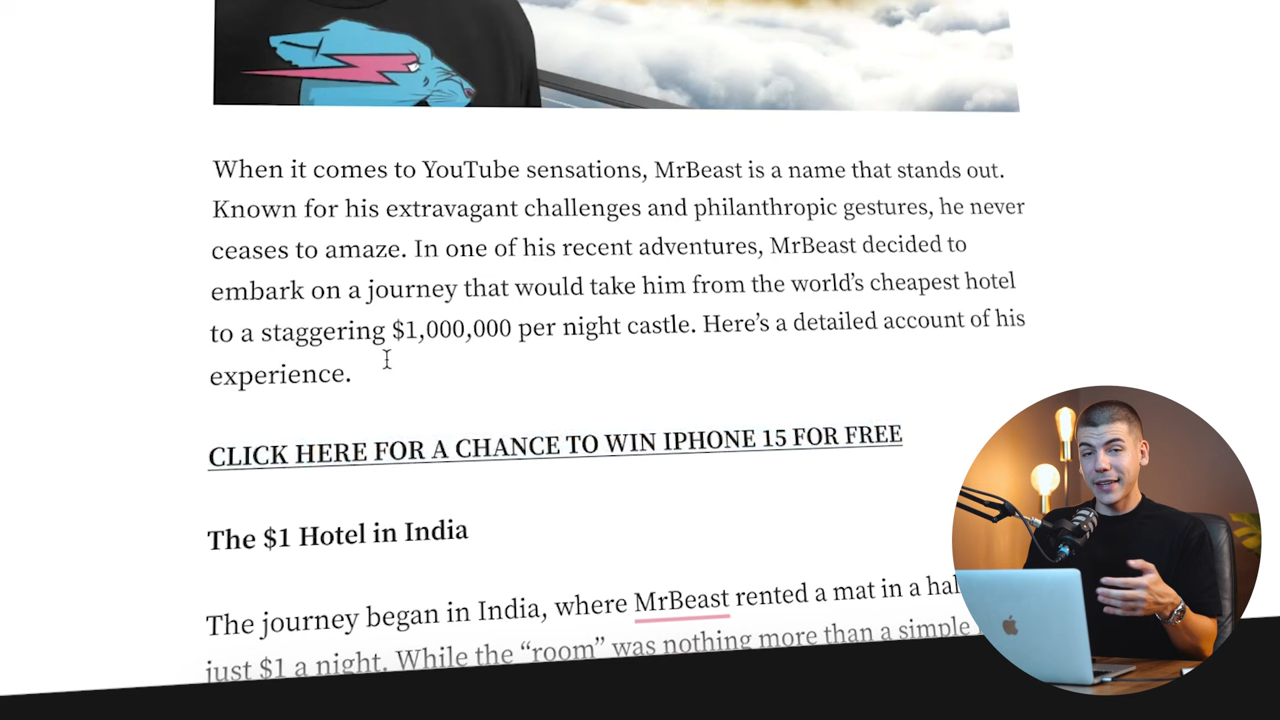 When it comes to YouTube sensations, MrBeast is a name that stands out.
Known for his extravagant challenges and philanthropic gestures, he never
ceases to amaze. In one of his recent adventures, MrBeast decided to
embark on a journey that would take him from the world’s cheapest hotel
to a staggering $1,000,000 per night castle. Here’s a detailed account of his
experience.
CLICK HERE FOR A CHANCE TO WIN IPHONE 15 FOR FREE
The $1 Hotel in India
The journey began in India, where MrBeast rented a mat in a
just $1 a night. While the “room” was nothing more than a simple